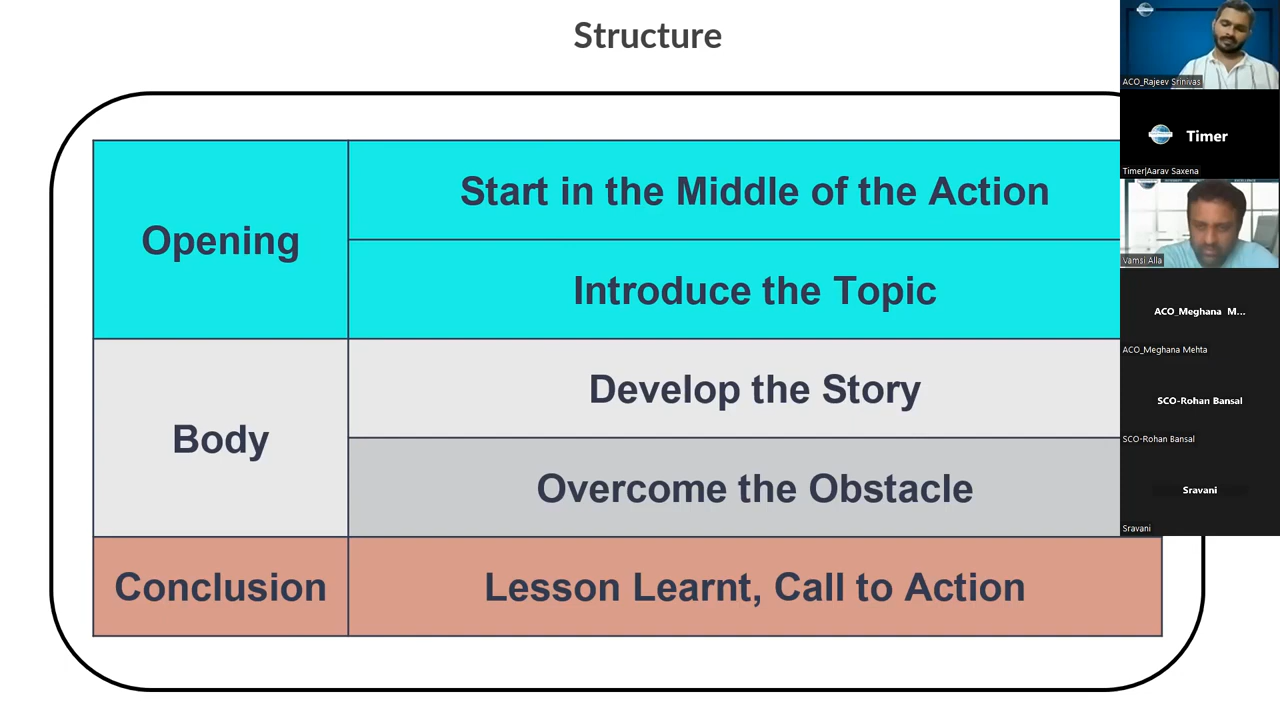 Structure
Opening
Start in the Middle of the Action
Introduce the Topic
Body
Develop the Story
Overcome the Obstacle
Conclusion
Lesson Learnt, Call to Action
ACO_Rajeev Srinivas
Timer
Timer|Aarav Saxena
Vamsi Alla
ACO_Meghana M...
ACO_Meghana Mehta
SCO-Rohan Bansal
SCO-Rohan Bansal
Sravani
Sravani